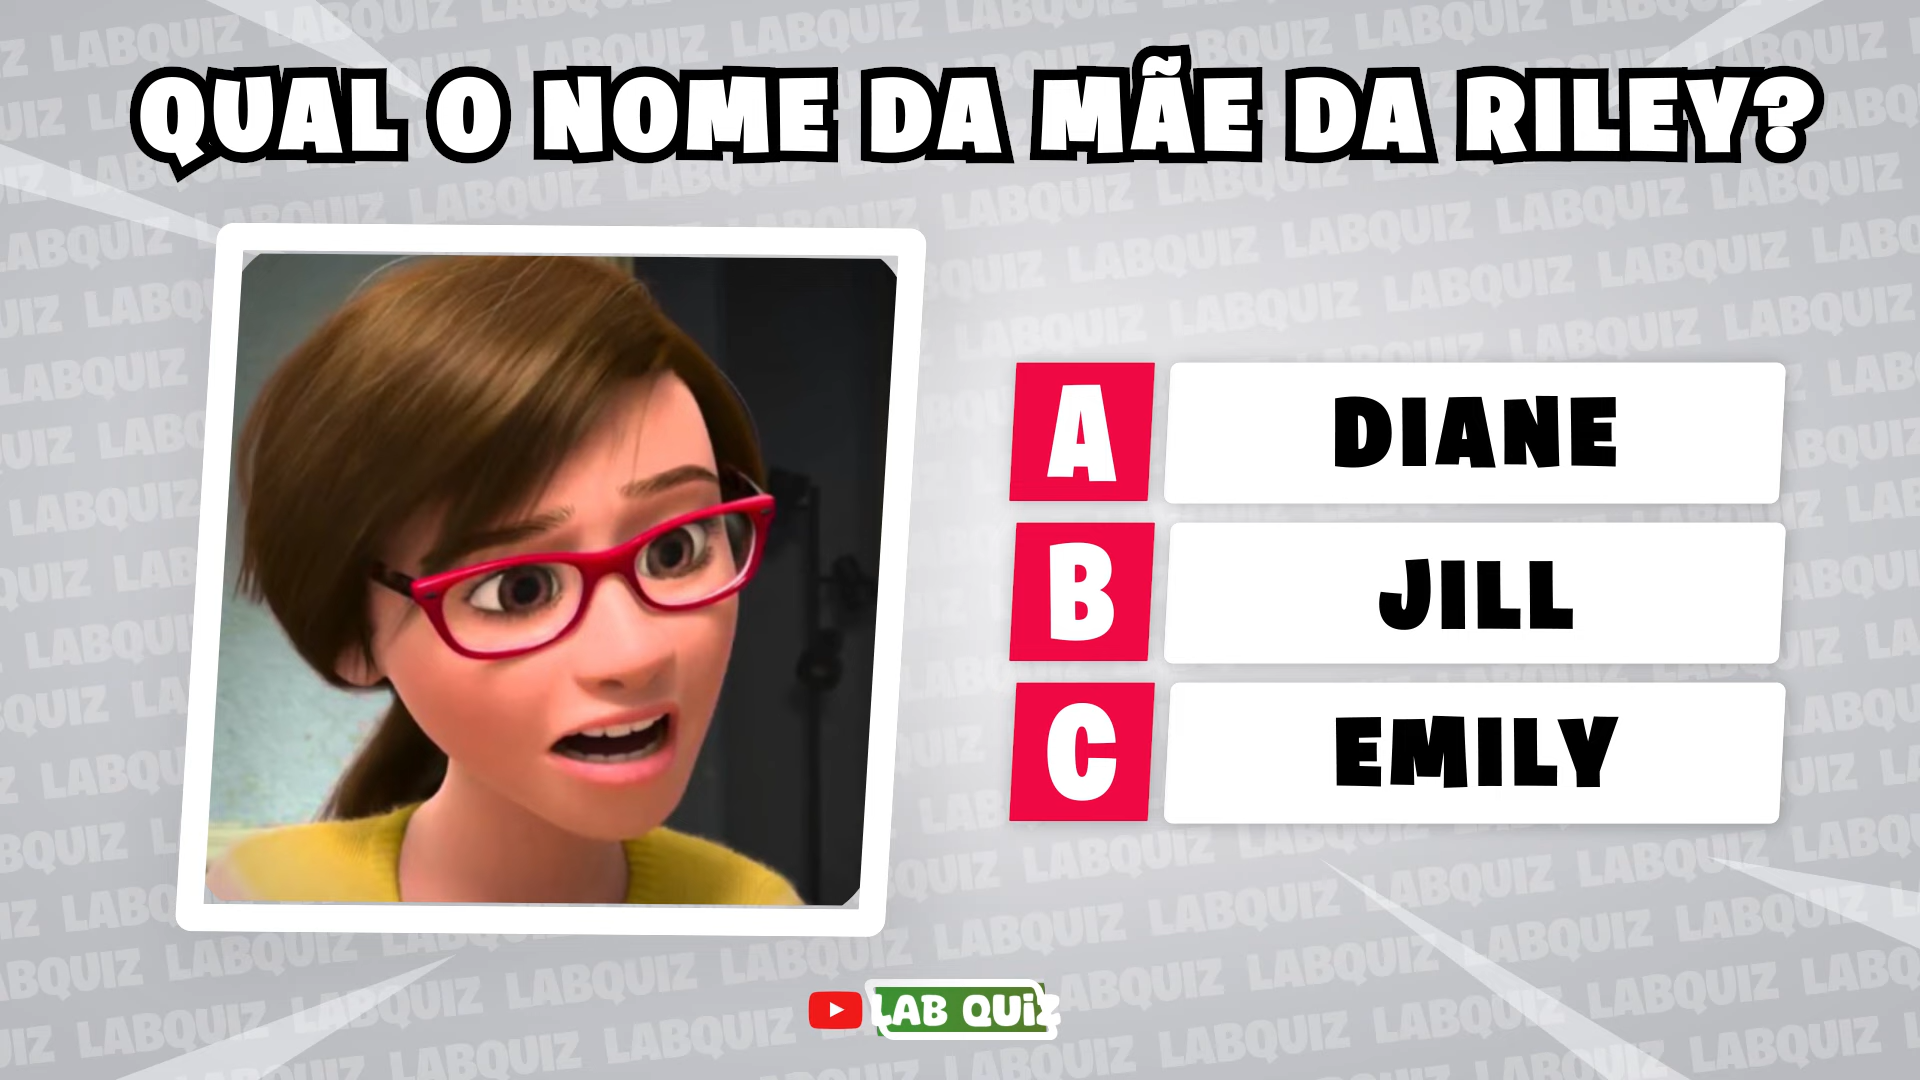 QUAL O NOME DA MÃE DA RILEY?
A DIANE
B JILL
C EMILY
LAB QUiZ